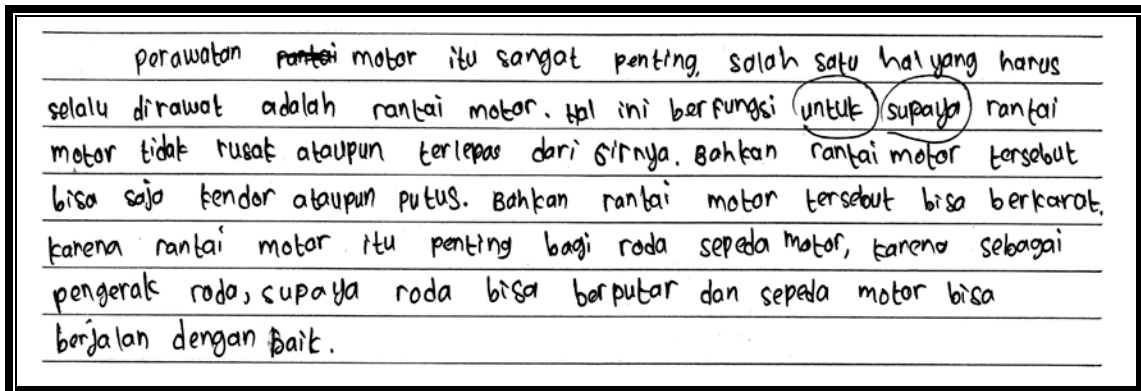 Perawatan rantai motor itu sangat penting, salah satu hal yang harus
selalu dirawat adalah rantai motor. Hal ini berfungsi untuk supaya rantai
motor tidak rusak ataupun terlepas dari girnya. Bahkan rantai motor tersebut
bisa saja kendor ataupun putus. Bahkan rantai motor tersebut bisa berkarat.
karena rantai motor itu penting bagi roda sepeda motor, karena sebagai
pengerak roda, supaya roda bisa berputar dan sepeda motor bisa
berjalan dengan Baik.